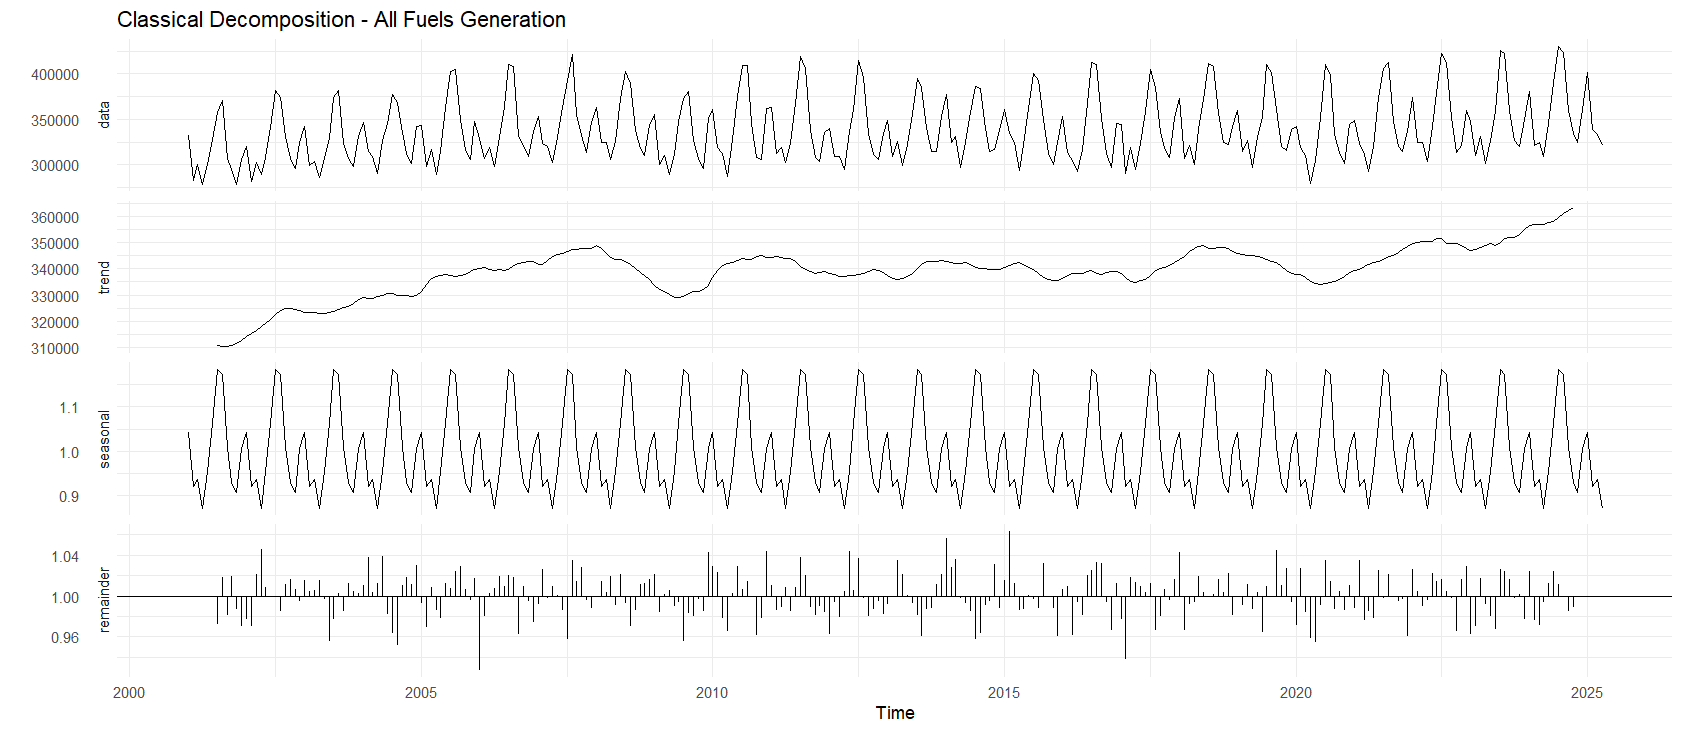 Classical Decomposition - All Fuels Generation
400000
350000
300000
data
360000
350000
340000
330000
320000
310000
trend
1.1
1.0
0.9
seasonal
1.04
1.00
0.96
remainder
2000 2005 2010 2015 2020 2025
Time